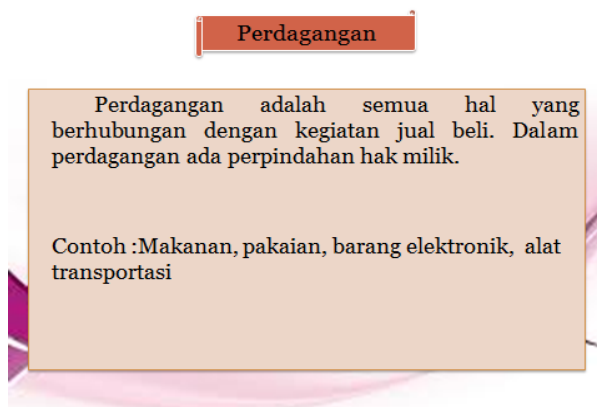 Perdagangan
Perdagangan adalah semua hal yang
berhubungan dengan kegiatan jual beli. Dalam
perdagangan ada perpindahan hak milik.
Contoh :Makanan, pakaian, barang elektronik, alat
transportasi